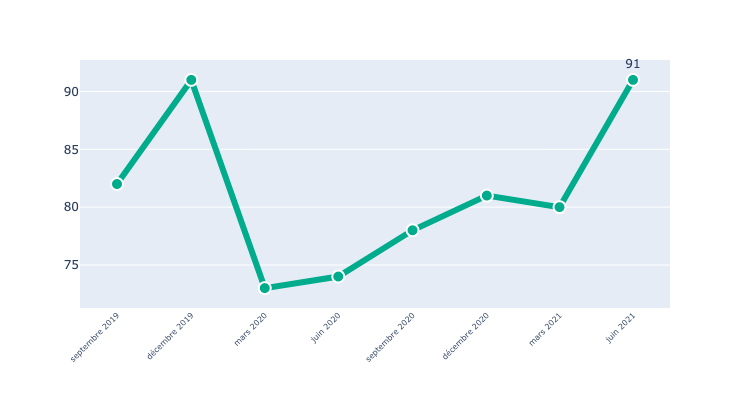 91
90
85
80
75
septembre 2019
décembre 2019
mars 2020
juin 2020
septembre 2020
décembre 2020
mars 2021
juin 2021